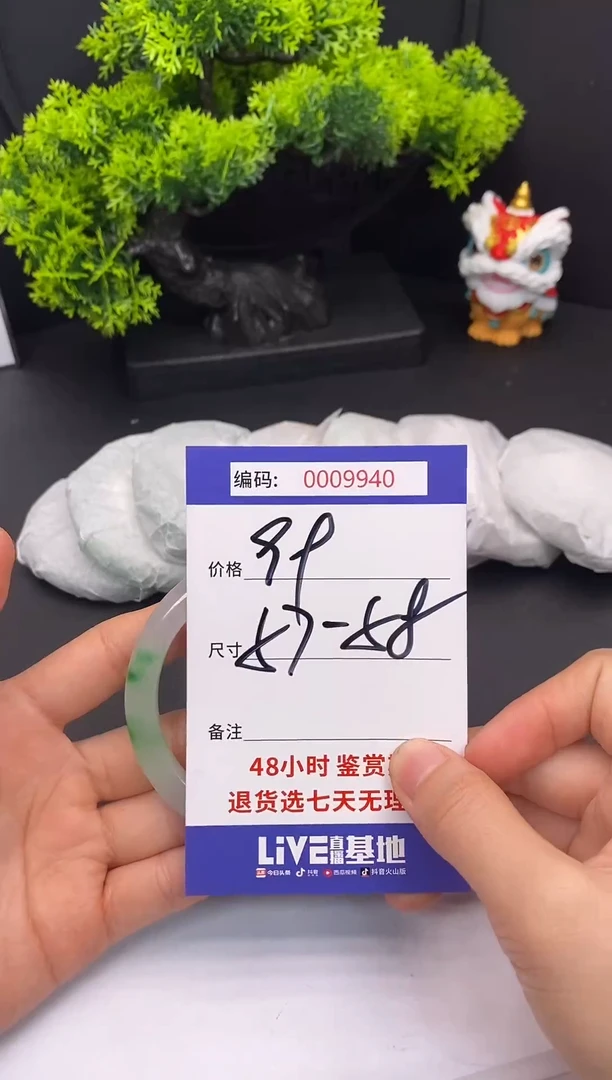 编码: 0009940
价格 99
尺寸 57-58
备注
48小时 鉴赏
退货选七天无理
LiVE直播基地
今日头条 抖音 西瓜视频 抖音火山版